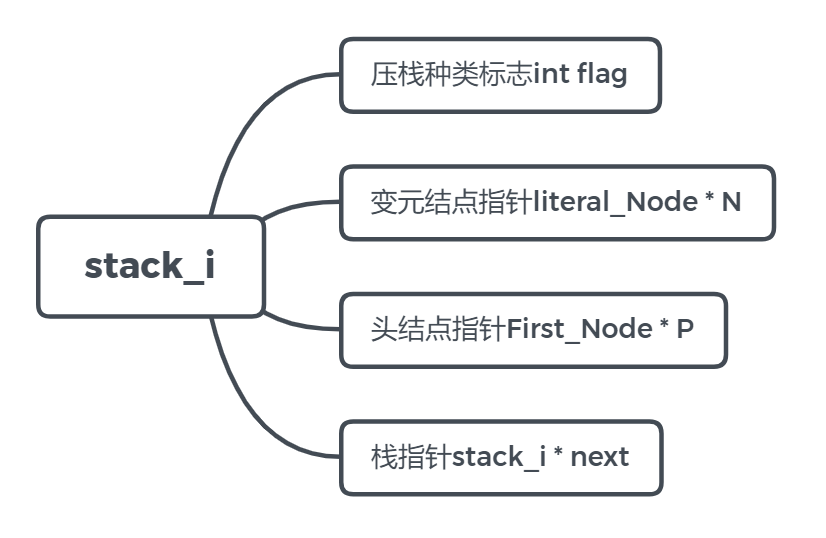 压栈种类标志int flag
变元结点指针literal_Node * N
stack_i
头结点指针First_Node * P
栈指针stack_i * next